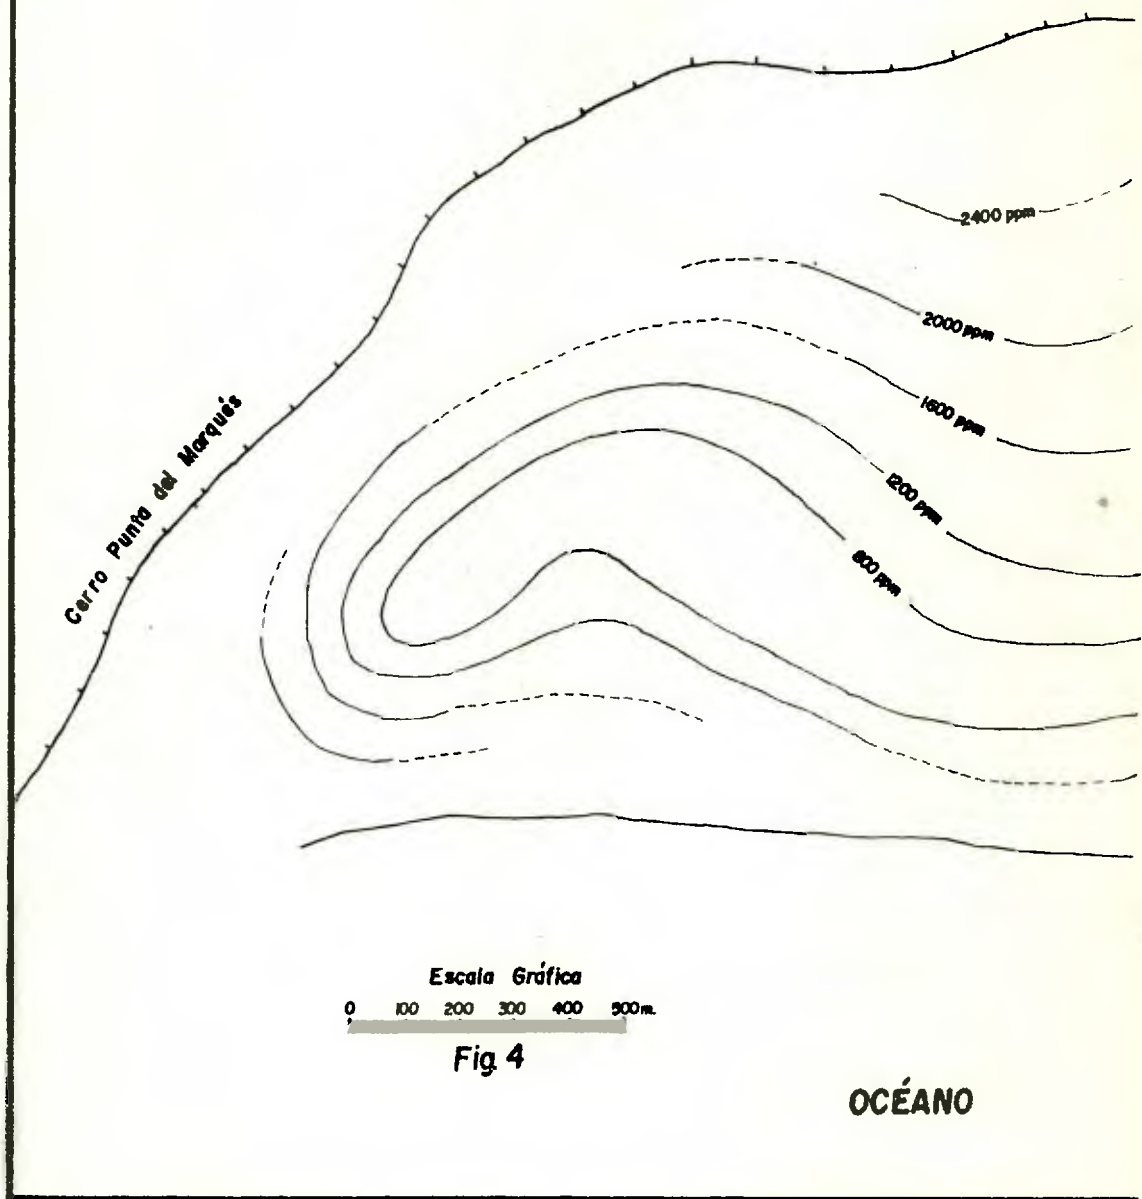 2400 ppm
2000 ppm
1600 ppm
1200 ppm
800 ppm
Cerro Punta del Marqués
Escala Gráfica
0 100 200 300 400 500m.
Fig. 4
OCÉANO